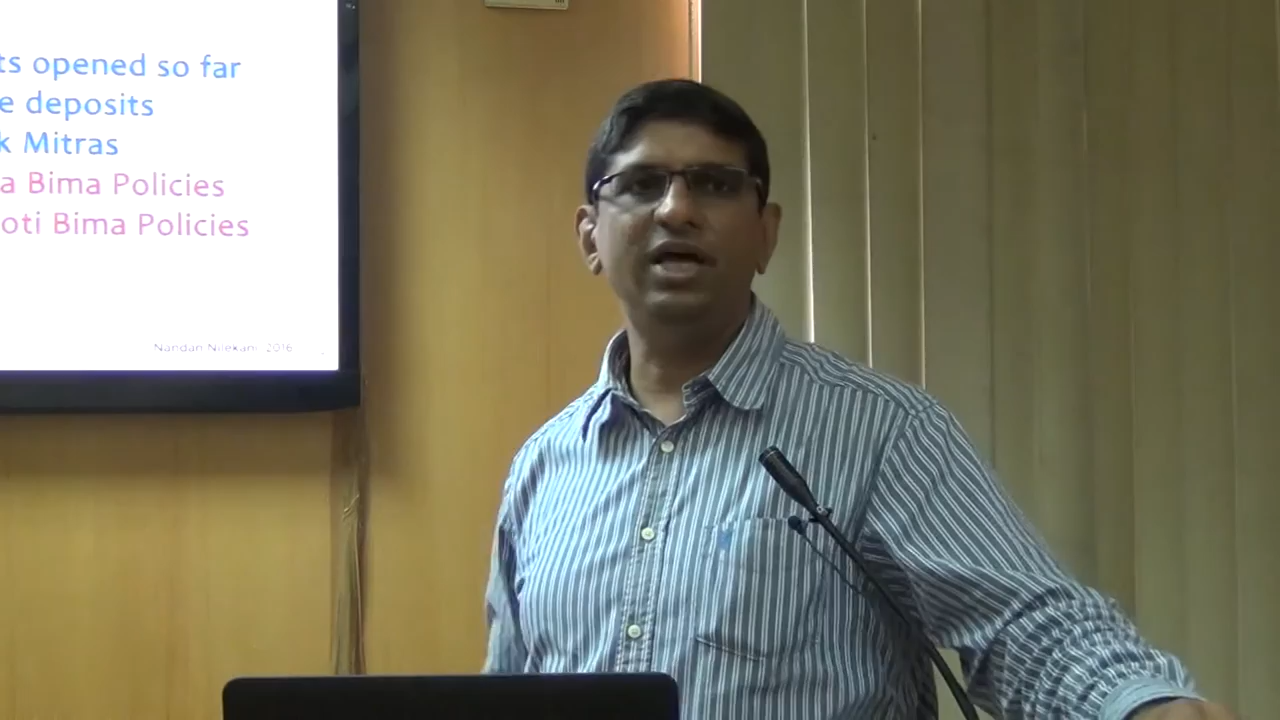 ts opened so far
e deposits
k Mitras
a Bima Policies
oti Bima Policies
Nandan Nilekani 2016